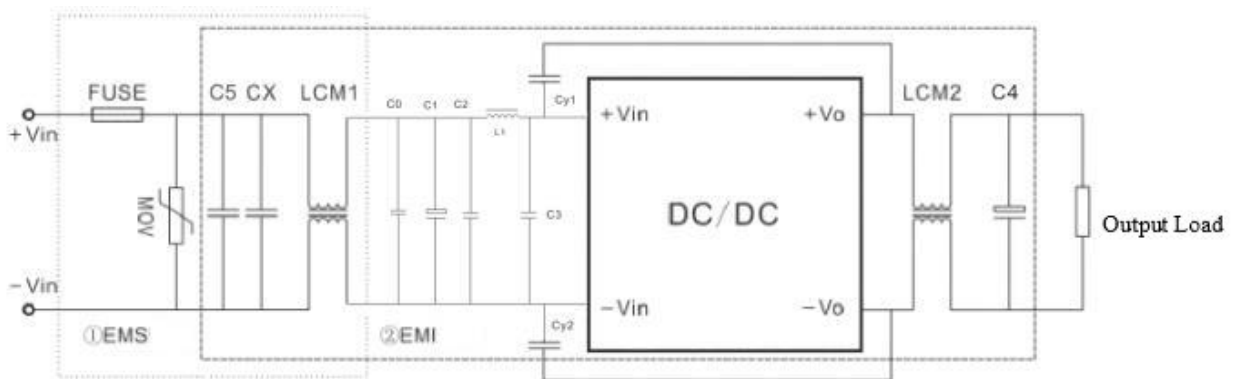 FUSE C5 CX LCM1 C0 C1 C2 L1 Cy1 LCM2 C4
+Vin +Vin +Vo
MOV C3 DC/DC Output Load
−Vin −Vin −Vo
①EMS ②EMI Cy2